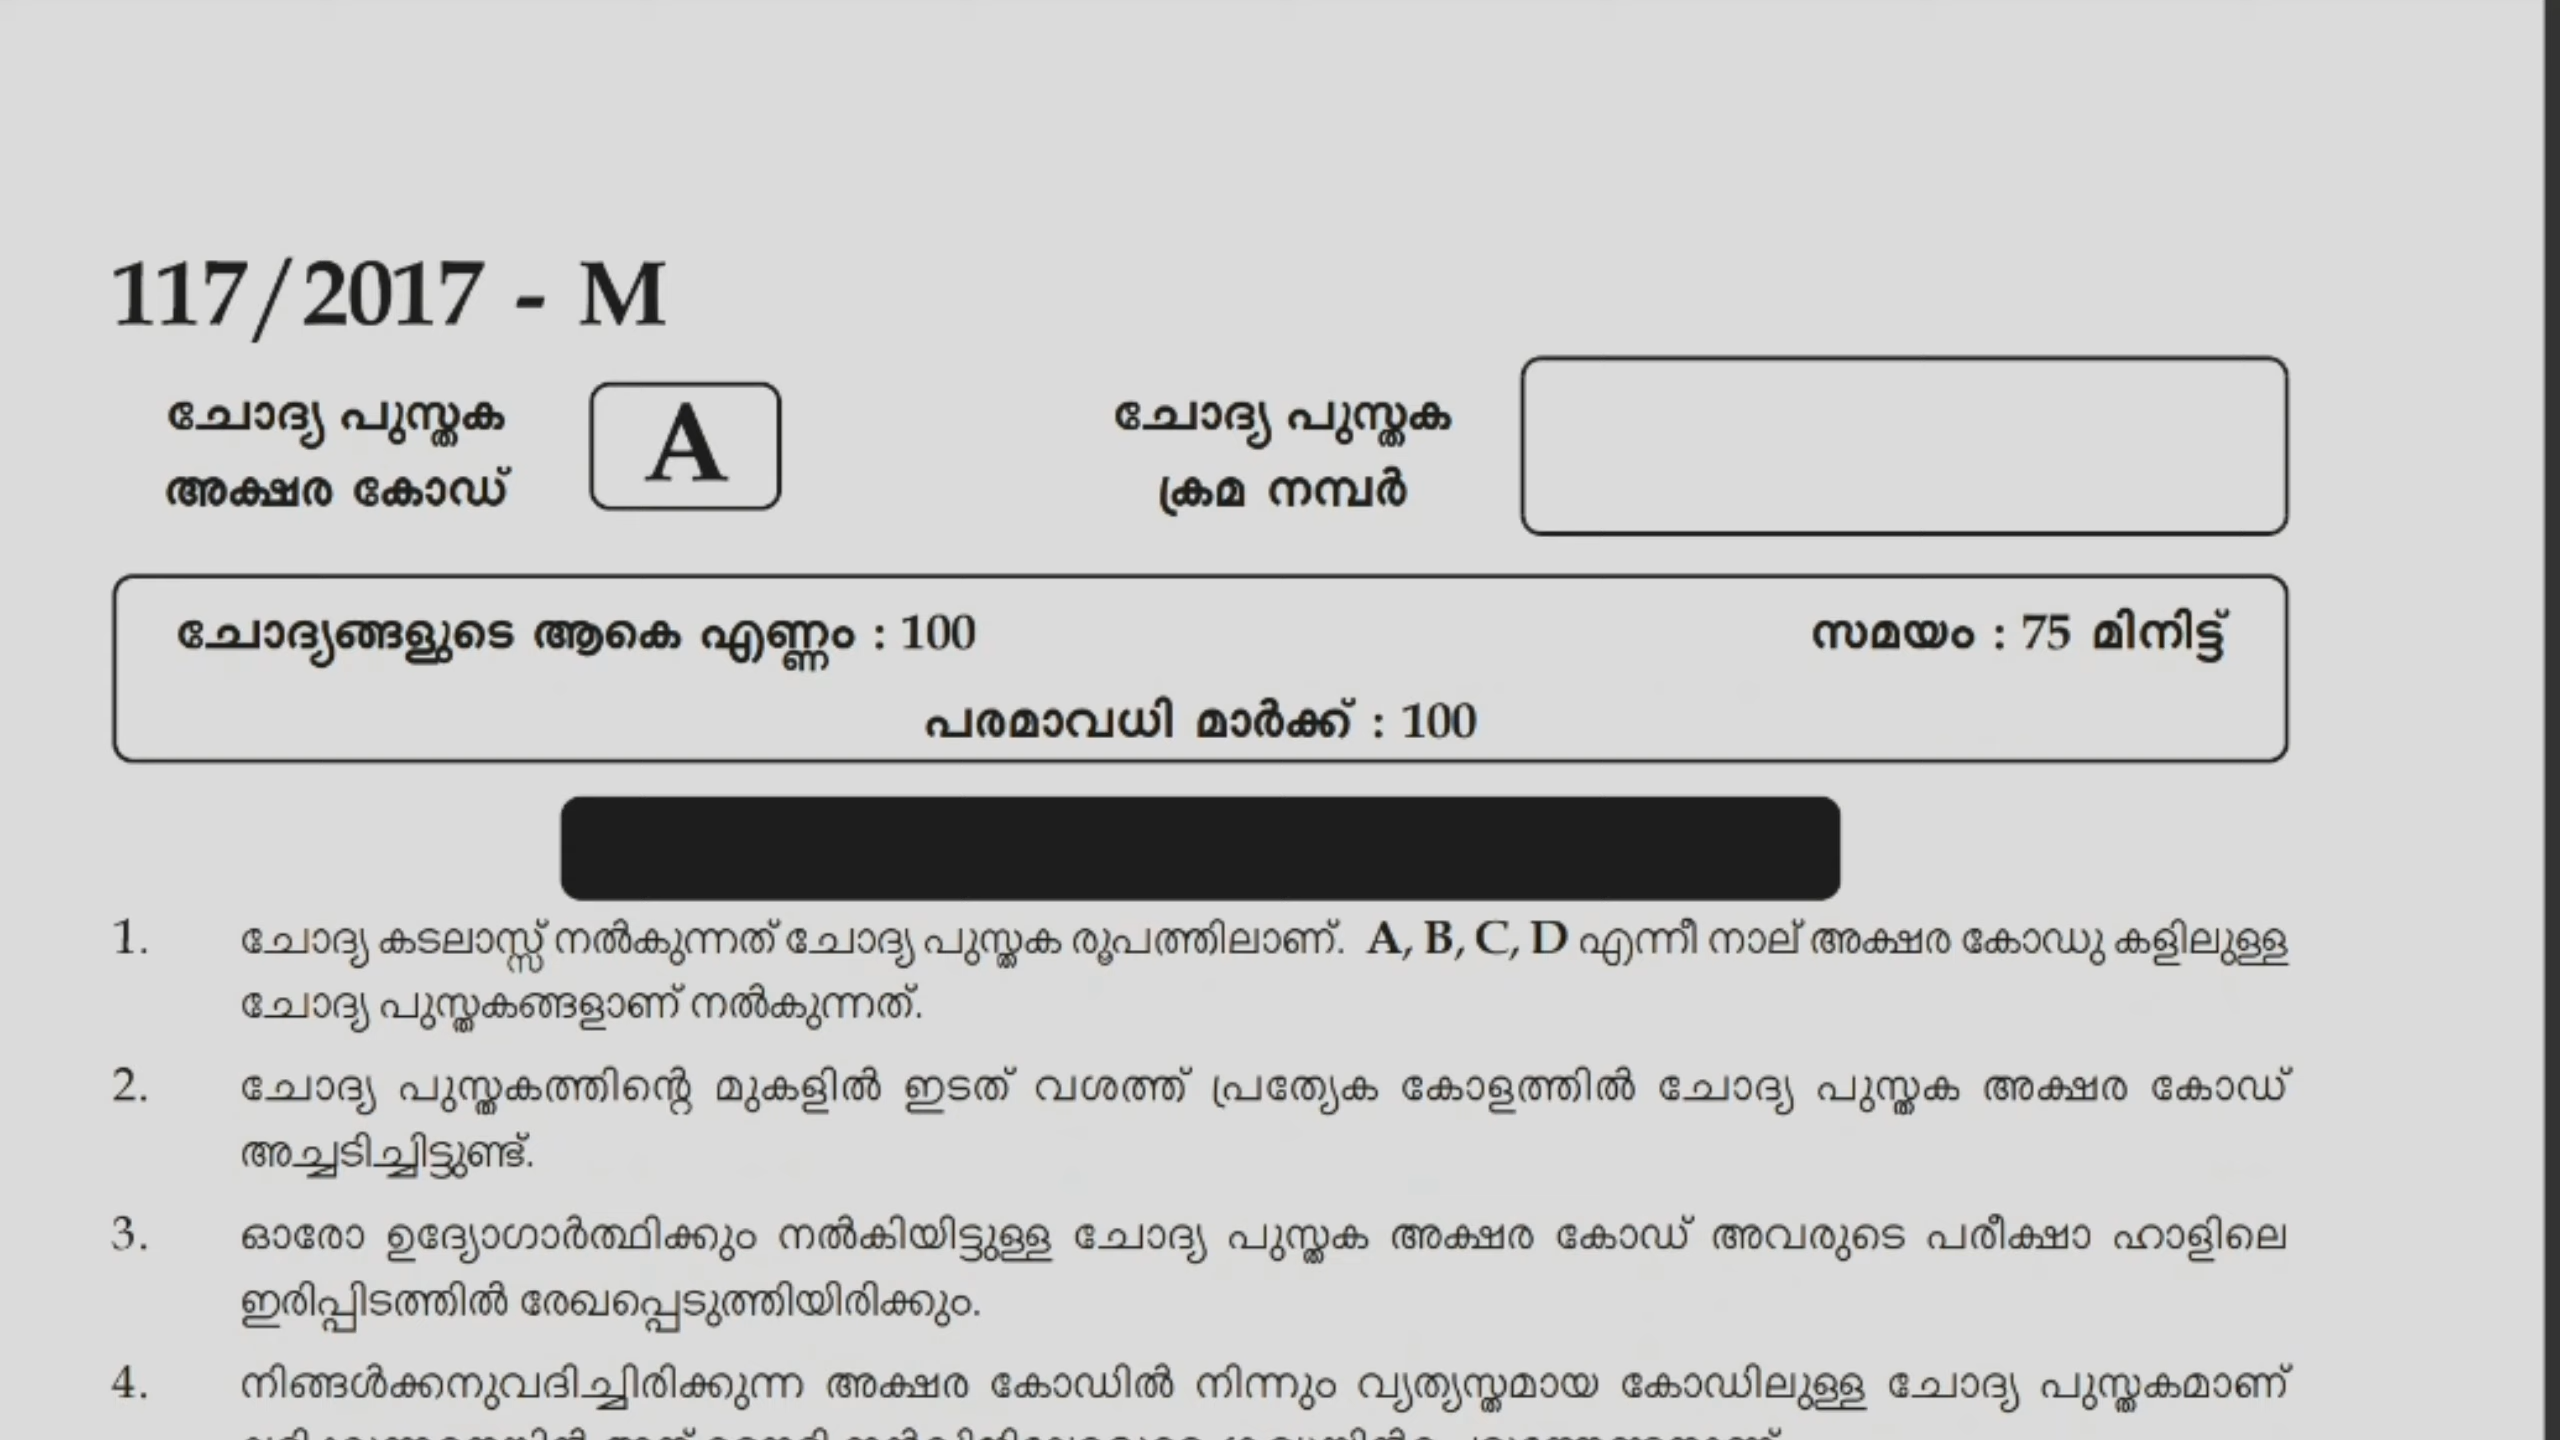 117/2017 - M
ചോദ്യ പുസ്തക
അക്ഷര കോഡ്
A
ചോദ്യ പുസ്തക
ക്രമ നമ്പർ
ചോദ്യങ്ങളുടെ ആകെ എണ്ണം : 100 സമയം : 75 മിനിട്ട്
പരമാവധി മാർക്ക് : 100
1. ചോദ്യ കടലാസ്സ് നൽകുന്നത് ചോദ്യ പുസ്തക രൂപത്തിലാണ്. A, B, C, D എന്നീ നാല് അക്ഷര കോഡു കളിലുള്ള
ചോദ്യ പുസ്തകങ്ങളാണ് നൽകുന്നത്.
2. ചോദ്യ പുസ്തകത്തിന്റെ മുകളിൽ ഇടത് വശത്ത് പ്രത്യേക കോളത്തിൽ ചോദ്യ പുസ്തക അക്ഷര കോഡ്
അച്ചടിച്ചിട്ടുണ്ട്.
3. ഓരോ ഉദ്യോഗാർത്ഥിക്കും നൽകിയിട്ടുള്ള ചോദ്യ പുസ്തക അക്ഷര കോഡ് അവരുടെ പരീക്ഷാ ഹാളിലെ
ഇരിപ്പിടത്തിൽ രേഖപ്പെടുത്തിയിരിക്കും.
4. നിങ്ങൾക്കനുവദിച്ചിരിക്കുന്ന അക്ഷര കോഡിൽ നിന്നും വ്യത്യസ്തമായ കോഡിലുള്ള ചോദ്യ പുസ്തകമാണ്